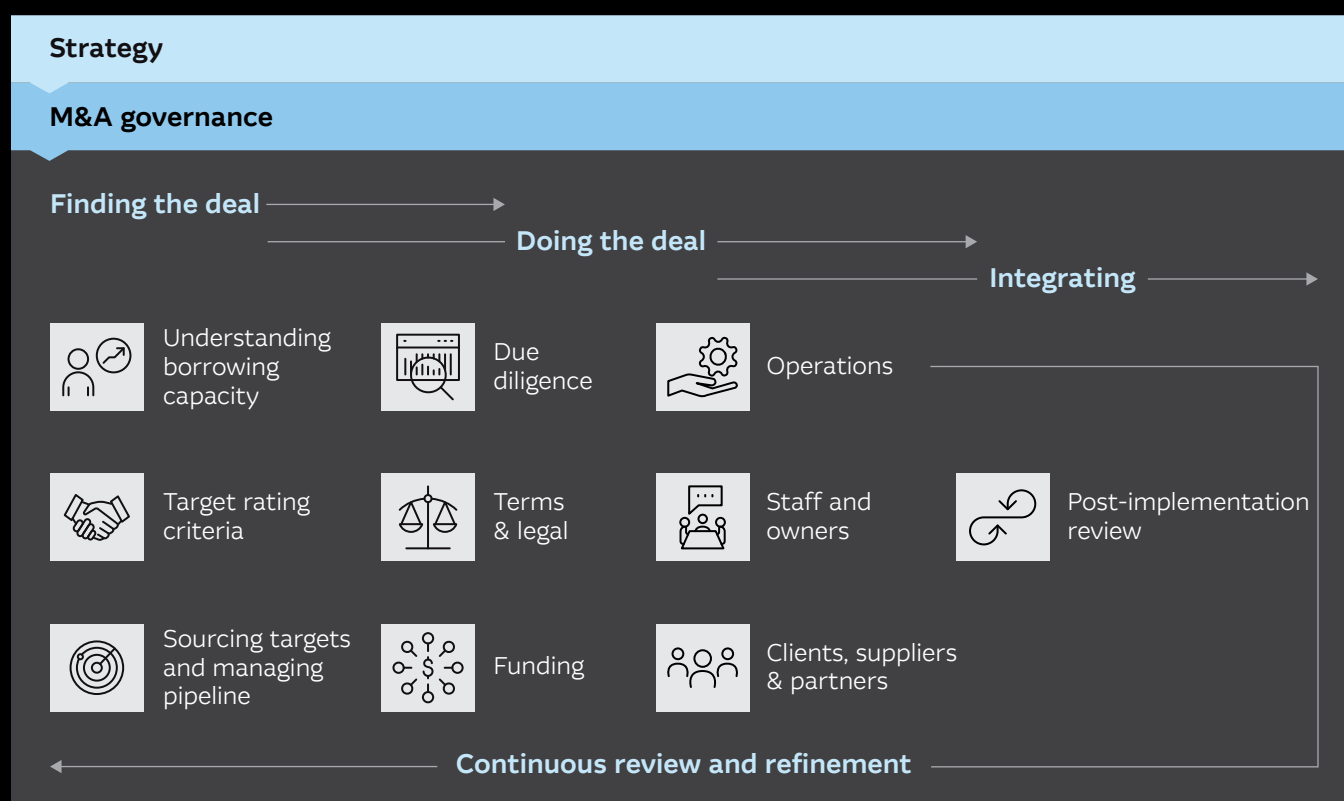 Strategy
M&A governance
Finding the deal
Doing the deal
Integrating
Understanding
borrowing
capacity
Due
diligence
Operations
Target rating
criteria
Terms
& legal
Staff and
owners
Post-implementation
review
Sourcing targets
and managing
pipeline
$
Funding
Clients, suppliers
& partners
Continuous review and refinement